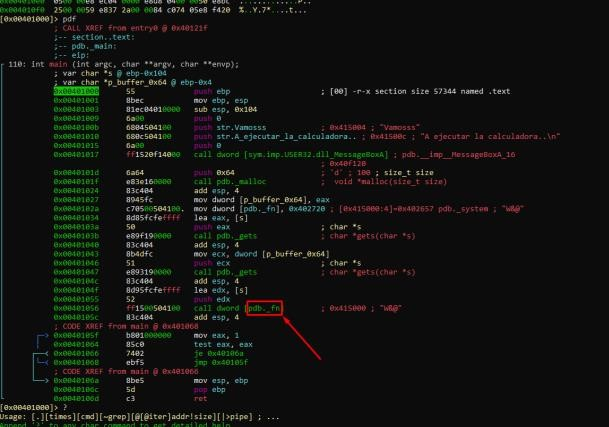 0x004010f0 2500 0059 e837 2a00 0084 c074 05e8 f420 %..Y.7*....t...
[0x00401000]> pdf
; CALL XREF from entry0 @ 0x40121f
;-- section..text:
;-- pdb._main:
;-- eip:
110: int main (int argc, char **argv, char **envp);
; var char *s @ ebp-0x104
; var char *p_buffer_0x64 @ ebp-0x4
0x00401000 55 push ebp ; [00] -r-x section size 57344 named .text
0x00401001 8bec mov ebp, esp
0x00401003 81ec04010000 sub esp, 0x104
0x00401009 6a00 push 0
0x0040100b 6804504100 push str.Vamosss ; 0x415004 ; "Vamosss"
0x00401010 680c504100 push str.A_ejecutar_la_calculadora.. ; 0x41500c ; "A ejecutar la calculadora..\n"
0x00401015 6a00 push 0
0x00401017 ff1520f14000 call dword [sym.imp.USER32.dll_MessageBoxA] ; pdb.__imp__MessageBoxA_16
; 0x40f120
0x0040101d 6a64 push 0x64 ; 'd' ; 100 ; size_t size
0x0040101f e83e160000 call pdb._malloc ; void *malloc(size_t size)
0x00401024 83c404 add esp, 4
0x00401027 8945fc mov dword [p_buffer_0x64], eax
0x0040102a c70500504100. mov dword [pdb._fn], 0x402720 ; [0x415000:4]=0x402657 pdb._system ; "W&@"
0x00401034 8d85fcfeffff lea eax, [s]
0x0040103a 50 push eax ; char *s
0x0040103b e89f190000 call pdb._gets ; char *gets(char *s)
0x00401040 83c404 add esp, 4
0x00401043 8b4dfc mov ecx, dword [p_buffer_0x64]
0x00401046 51 push ecx ; char *s
0x00401047 e893190000 call pdb._gets ; char *gets(char *s)
0x0040104c 83c404 add esp, 4
0x0040104f 8d95fcfeffff lea edx, [s]
0x00401055 52 push edx
0x00401056 ff1500504100 call dword [pdb._fn] ; 0x415000 ; "W&@"
0x0040105c 83c404 add esp, 4
; CODE XREF from main @ 0x401068
0x0040105f b801000000 mov eax, 1
0x00401064 85c0 test eax, eax
0x00401066 7402 je 0x40106a
0x00401068 ebf5 jmp 0x40105f
; CODE XREF from main @ 0x401066
0x0040106a 8be5 mov esp, ebp
0x0040106c 5d pop ebp
0x0040106d c3 ret
[0x00401000]> ?
Usage: [.][times][cmd][~grep][@[@iter]addr!size][|>pipe] ; ...
Append '?' to any char command to get detailed help